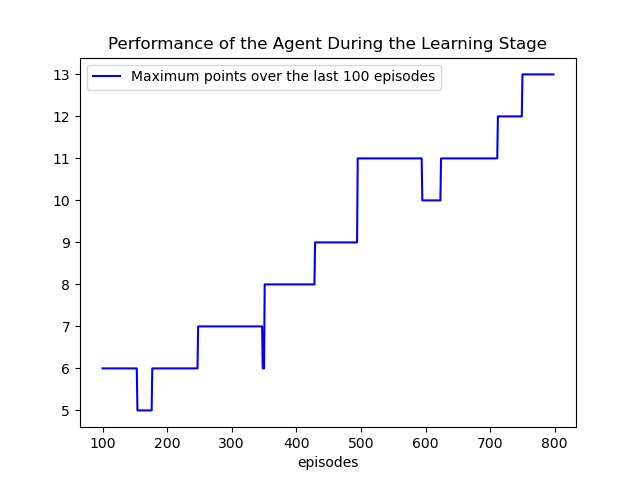 Performance of the Agent During the Learning Stage
Maximum points over the last 100 episodes
13
12
11
10
9
8
7
6
5
100 200 300 400 500 600 700 800
episodes